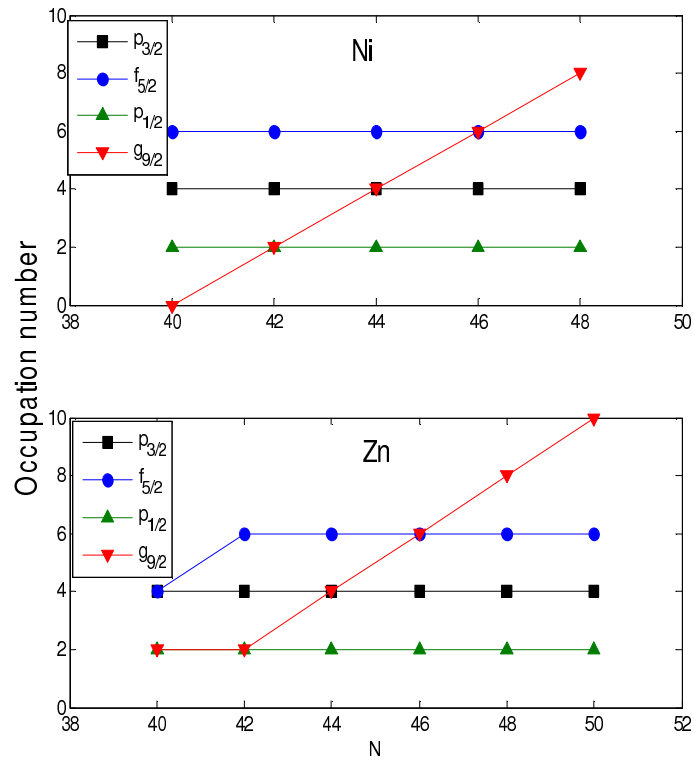 Occupation number
Ni
p3/2
f5/2
p1/2
g9/2
10
8
6
4
2
0
38 40 42 44 46 48 50
Zn
p3/2
f5/2
p1/2
g9/2
10
8
6
4
2
0
38 40 42 44 46 48 50 52
N